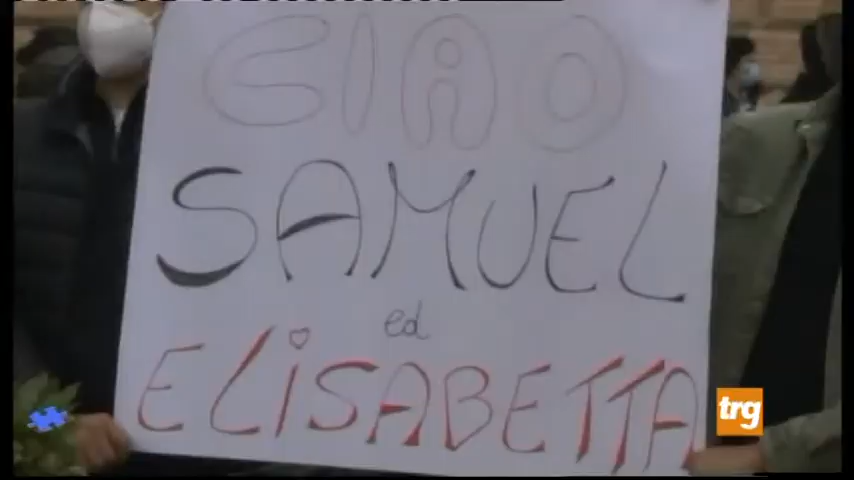 CIAO
SAMUEL
ed
ELISABETTA
trg